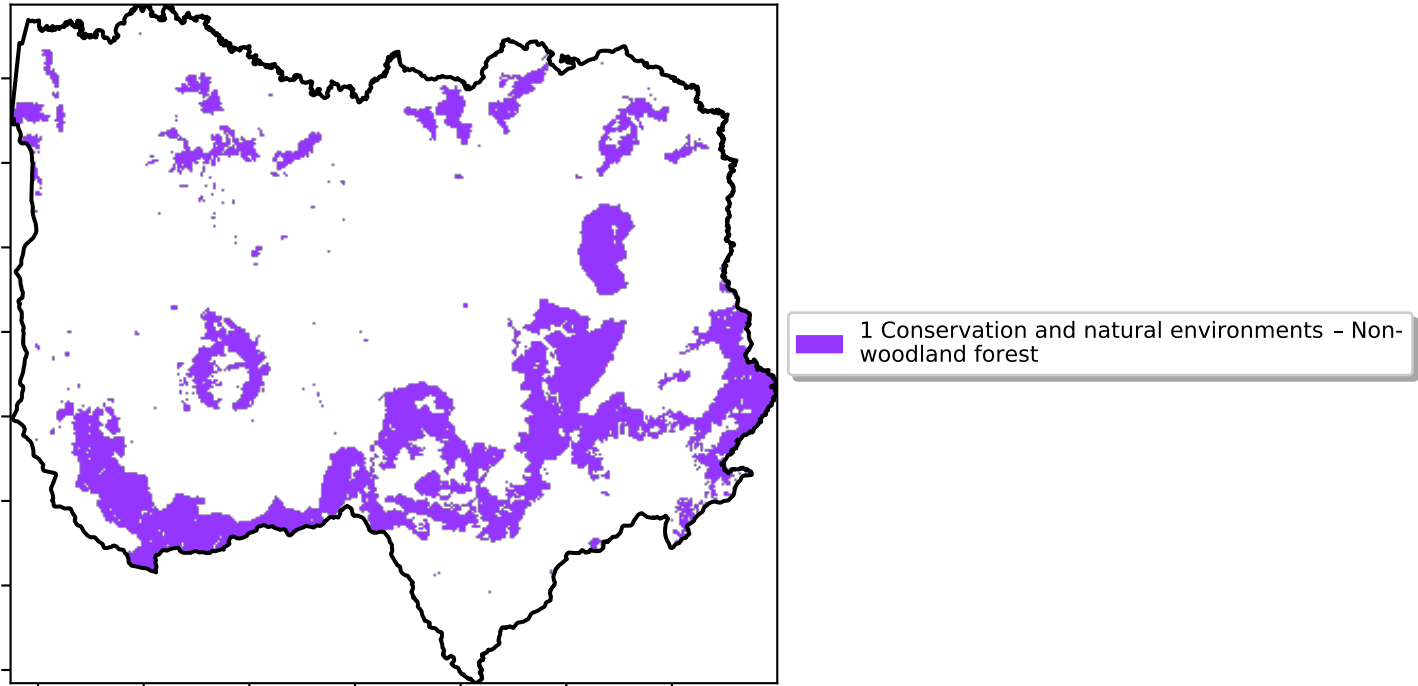 1 Conservation and natural environments – Non-
woodland forest